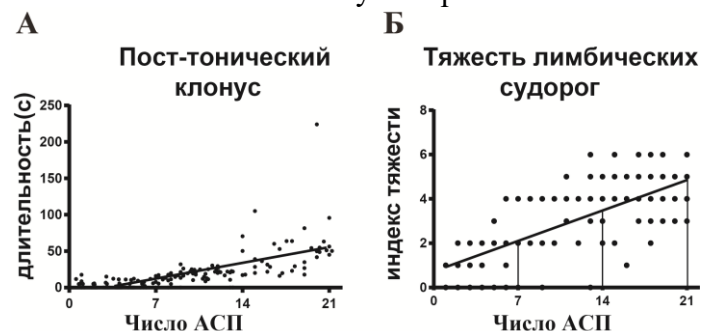 А
Пост-тонический
клонус
длительность(с)
250
200
150
100
50
0
0 7 14 21
Число АСП
Б
Тяжесть лимбических
судорог
индекс тяжести
8
6
4
2
0
0 7 14 21
Число АСП